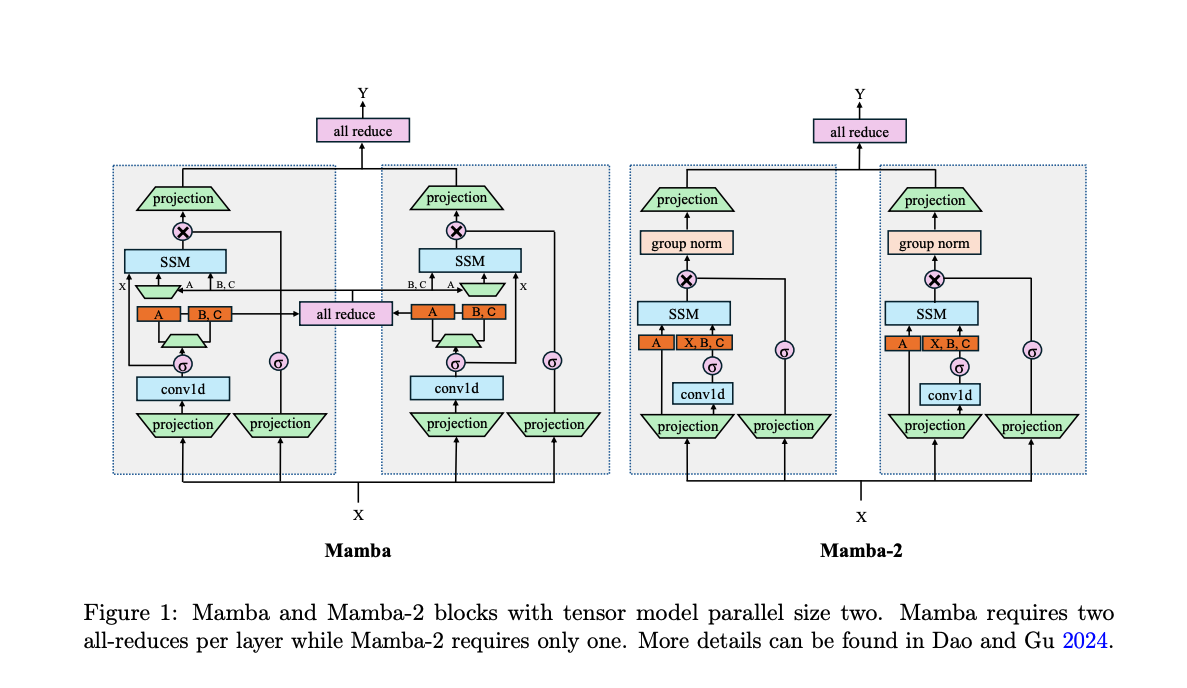 Y
all reduce
projection
projection
SSM
SSM
X
A
B, C
B, C
A
X
A
B, C
all reduce
A
B, C
σ
σ
σ
σ
conv1d
conv1d
projection
projection
projection
projection
X
Mamba
Y
all reduce
projection
projection
group norm
group norm
SSM
SSM
A
X, B, C
A
X, B, C
σ
σ
σ
σ
conv1d
conv1d
projection
projection
projection
projection
X
Mamba-2
Figure 1: Mamba and Mamba-2 blocks with tensor model parallel size two. Mamba requires two
all-reduces per layer while Mamba-2 requires only one. More details can be found in Dao and Gu 2024.